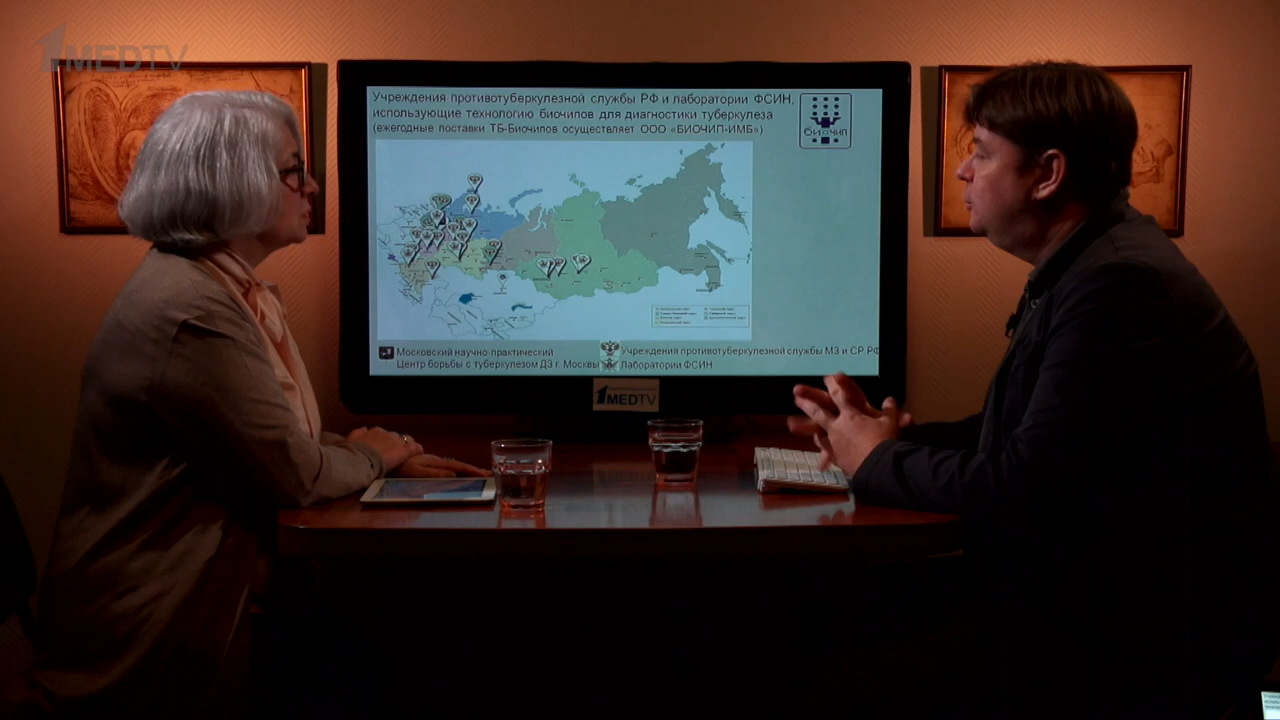 1MEDTV
Учреждения противотуберкулезной службы РФ и лаборатории ФСИН,
использующие технологию биочипов для диагностики туберкулеза
(ежегодные поставки ТБ-Биочипов осуществляет ООО «БИОЧИП-ИМБ»)
БИОЧИП
Московский научно-практический
Центр борьбы с туберкулезом ДЗ г. Москвы
Учреждения противотуберкулезной службы МЗ и СР РФ
Лаборатории ФСИН
1MEDTV